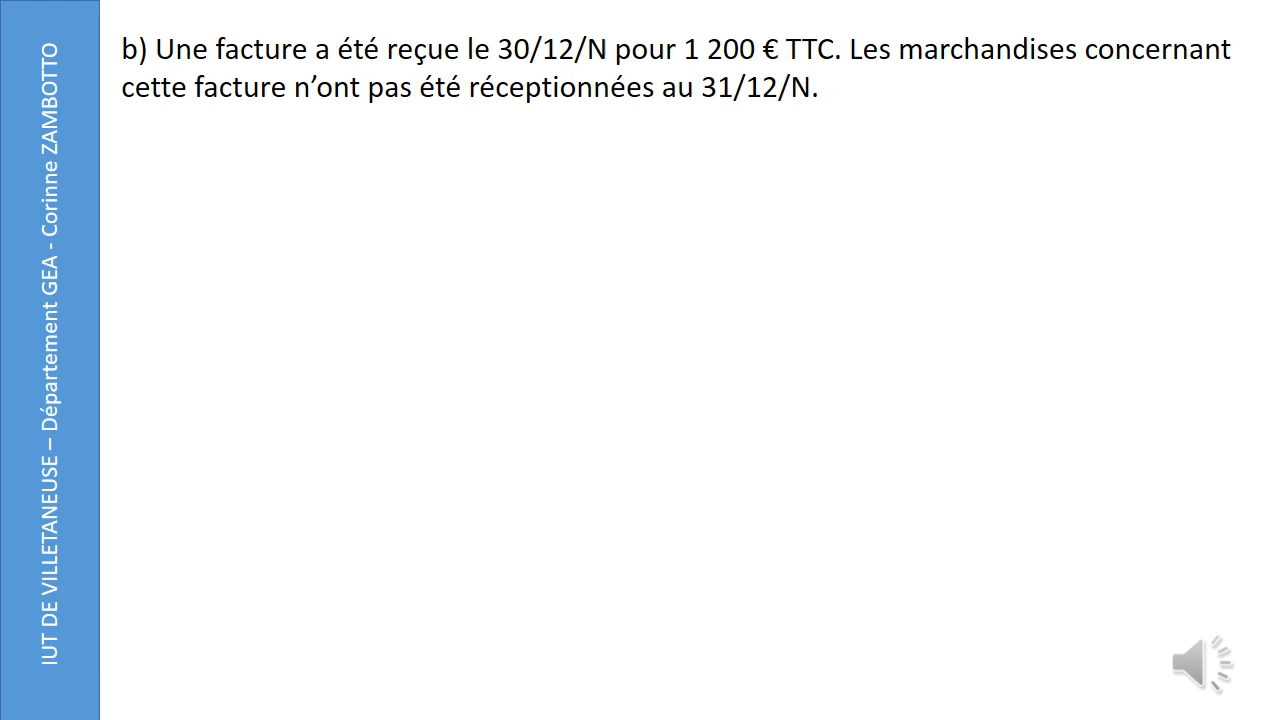 IUT DE VILLETANEUSE – Département GEA - Corinne ZAMBOTTO
b) Une facture a été reçue le 30/12/N pour 1 200 € TTC. Les marchandises concernant
cette facture n’ont pas été réceptionnées au 31/12/N.